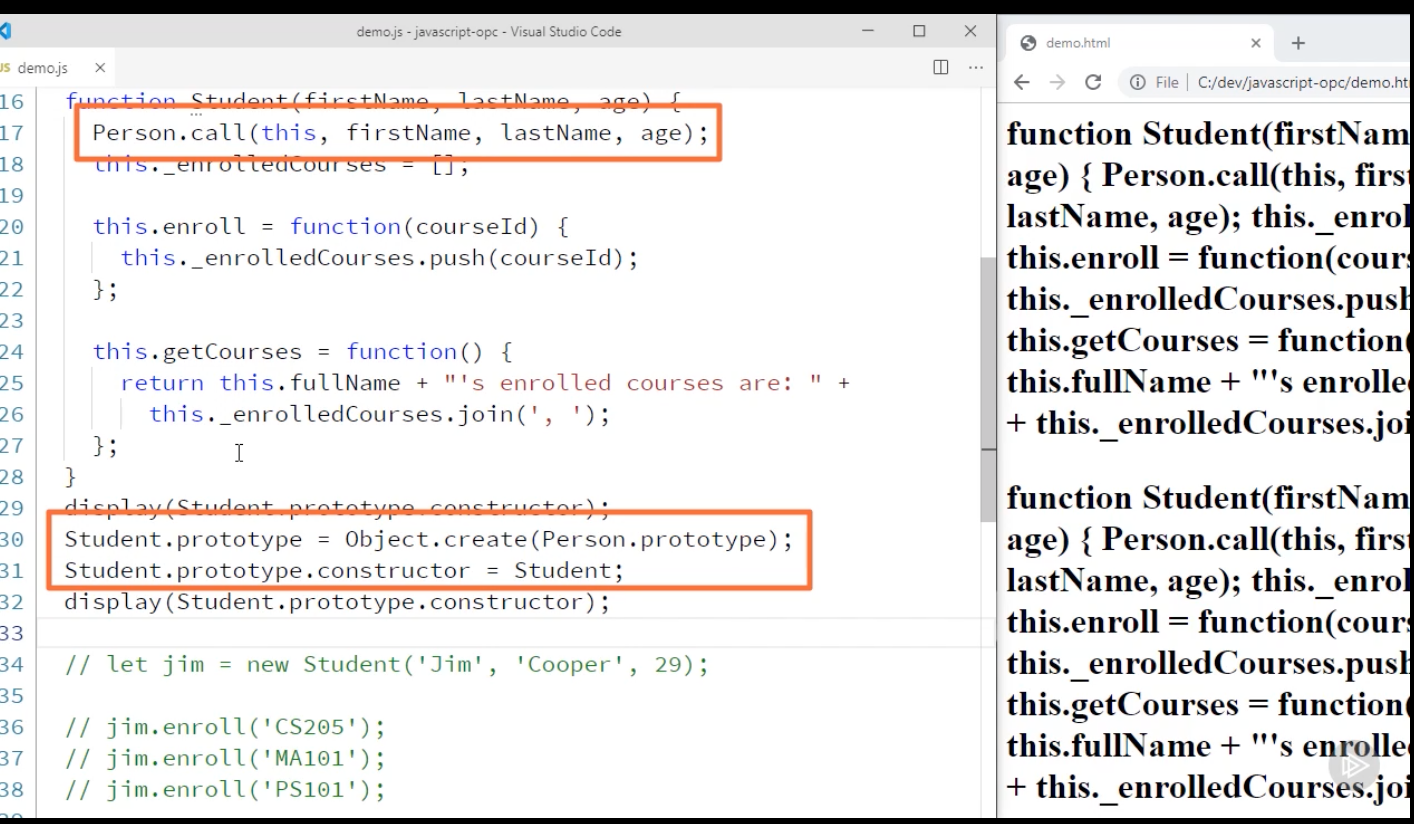 demo.js - javascript-opc - Visual Studio Code
JS demo.js
16 function Student(firstName, lastName, age) {
17 Person.call(this, firstName, lastName, age);
18 this._enrolledCourses = [];
19
20 this.enroll = function(courseId) {
21 this._enrolledCourses.push(courseId);
22 };
23
24 this.getCourses = function() {
25 return this.fullName + "'s enrolled courses are: " +
26 this._enrolledCourses.join(', ');
27 };
28 }
29 display(Student.prototype.constructor);
30 Student.prototype = Object.create(Person.prototype);
31 Student.prototype.constructor = Student;
32 display(Student.prototype.constructor);
33
34 // let jim = new Student('Jim', 'Cooper', 29);
35
36 // jim.enroll('CS205');
37 // jim.enroll('MA101');
38 // jim.enroll('PS101');
demo.html
File C:/dev/javascript-opc/demo.ht
function Student(firstNam
age) { Person.call(this, firs
lastName, age); this._enrol
this.enroll = function(cours
this._enrolledCourses.push
this.getCourses = function(
this.fullName + "'s enrolle
+ this._enrolledCourses.joi
function Student(firstNam
age) { Person.call(this, firs
lastName, age); this._enrol
this.enroll = function(cours
this._enrolledCourses.push
this.getCourses = function(
this.fullName + "'s enrolle
+ this._enrolledCourses.joi